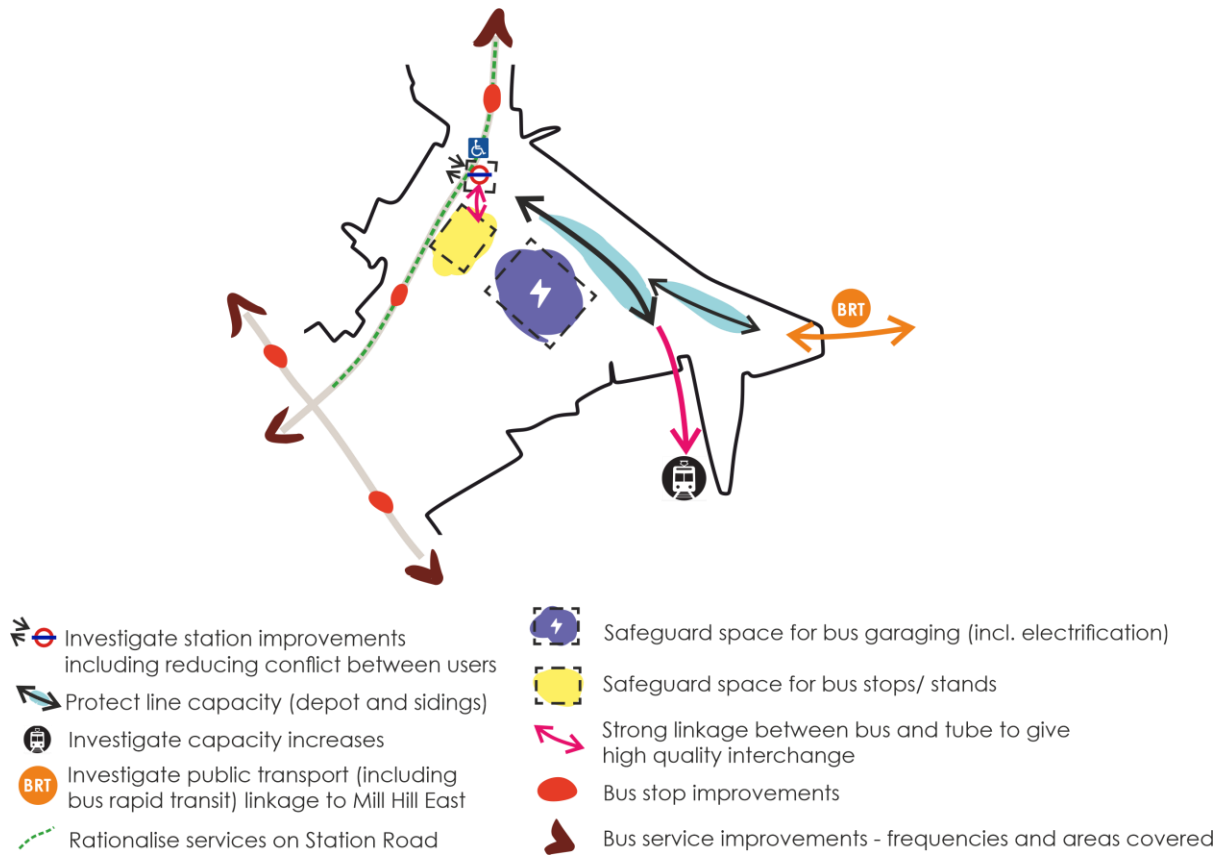 BRT
Investigate station improvements
including reducing conflict between users
Protect line capacity (depot and sidings)
Investigate capacity increases
BRT
Investigate public transport (including
bus rapid transit) linkage to Mill Hill East
Rationalise services on Station Road
Safeguard space for bus garaging (incl. electrification)
Safeguard space for bus stops/ stands
Strong linkage between bus and tube to give
high quality interchange
Bus stop improvements
Bus service improvements - frequencies and areas covered